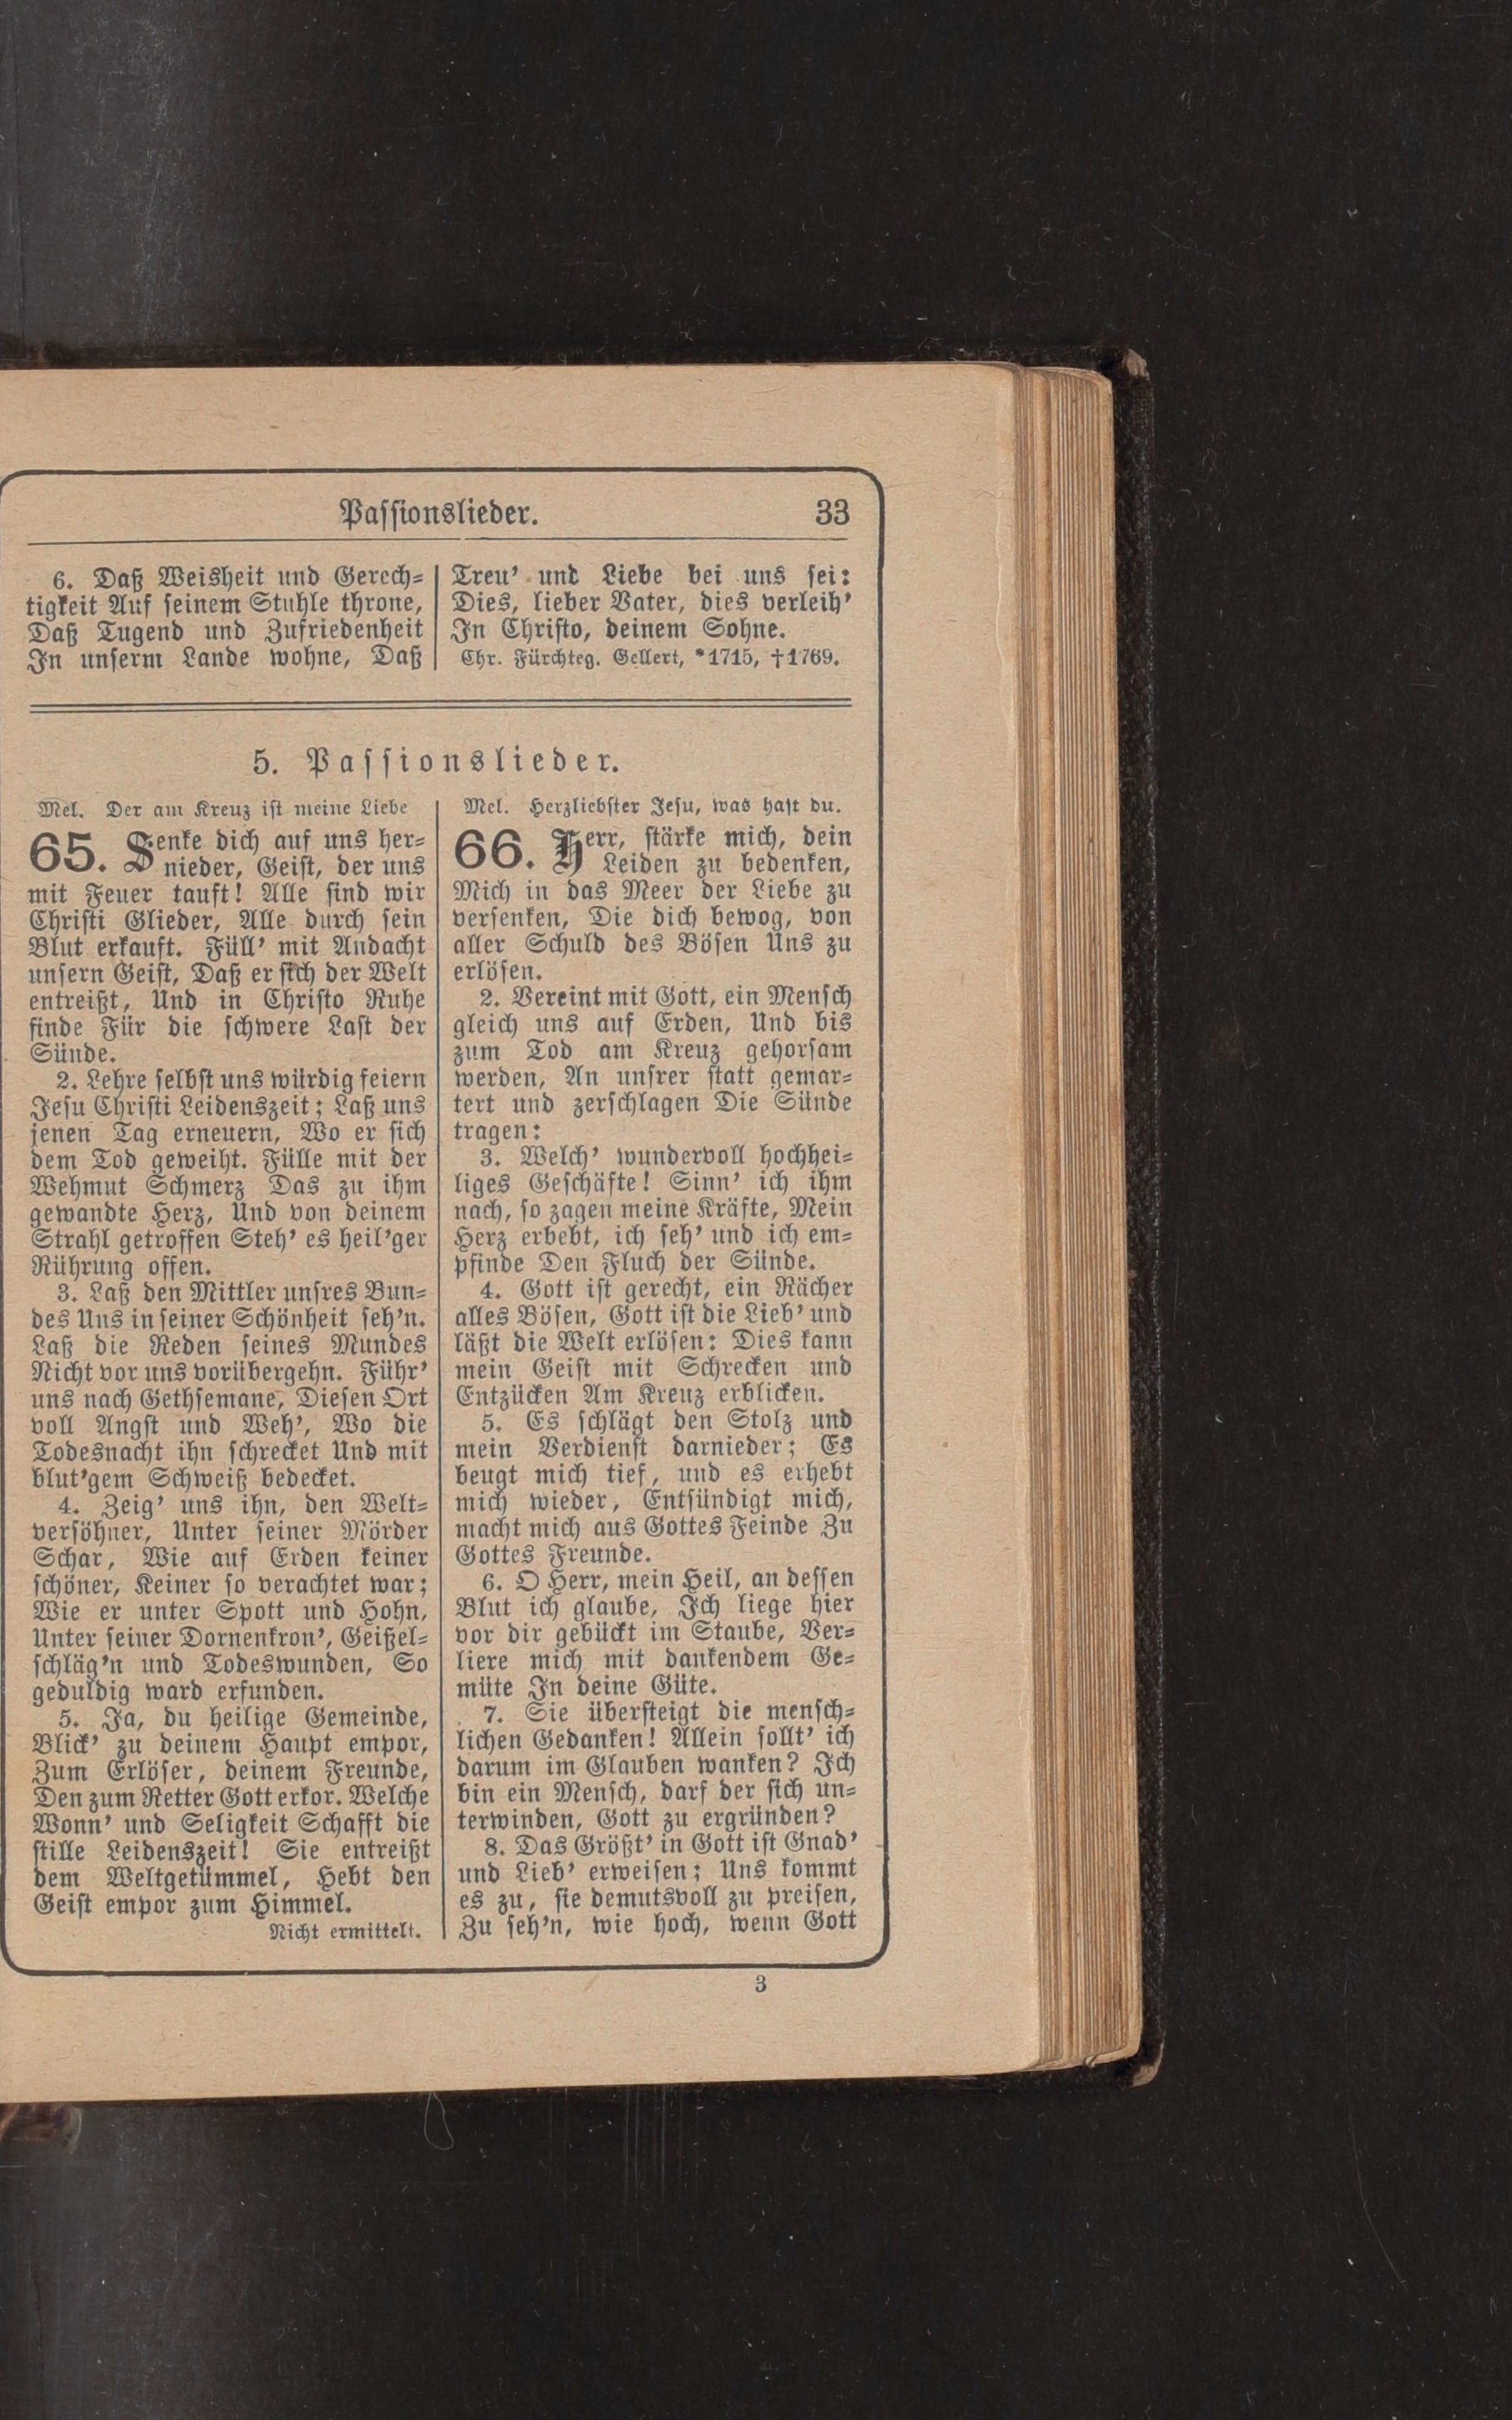 Passionslieder. 33
6. Daß Weisheit und Gerech-
tigkeit Auf seinem Stuhle throne,
Daß Tugend und Zufriedenheit
In unserm Lande wohne, Daß
Treu' und Liebe bei uns sei:
Dies, lieber Vater, dies verleih'
In Christo, deinem Sohne.
Chr. Fürchteg. Gellert, *1715, †1769.
5. Passionslieder.
Mel. Der am Kreuz ist meine Liebe
65. Senke dich auf uns her-
nieder, Geist, der uns
mit Feuer tauft! Alle sind wir
Christi Glieder, Alle durch sein
Blut erkauft. Füll' mit Andacht
unsern Geist, Daß er sich der Welt
entreißt, Und in Christo Ruhe
finde Für die schwere Last der
Sünde.
2. Lehre selbst uns würdig feiern
Jesu Christi Leidenszeit; Laß uns
jenen Tag erneuern, Wo er sich
dem Tod geweiht. Fülle mit der
Wehmut Schmerz Das zu ihm
gewandte Herz, Und von deinem
Strahl getroffen Steh' es heil'ger
Rührung offen.
3. Laß den Mittler unsres Bun-
des Uns in seiner Schönheit seh'n.
Laß die Reden seines Mundes
Nicht vor uns vorübergehn. Führ'
uns nach Gethsemane, Diesen Ort
voll Angst und Weh', Wo die
Todesnacht ihn schrecket Und mit
blut'gem Schweiß bedecket.
4. Zeig' uns ihn, den Welt-
versöhner, Unter seiner Mörder
Schar, Wie auf Erden keiner
schöner, Keiner so verachtet war;
Wie er unter Spott und Hohn,
Unter seiner Dornenkron', Geißel-
schläg'n und Todeswunden, So
geduldig ward erfunden.
5. Ja, du heilige Gemeinde,
Blick' zu deinem Haupt empor,
Zum Erlöser, deinem Freunde,
Den zum Retter Gott erkor. Welche
Wonn' und Seligkeit Schafft die
stille Leidenszeit! Sie entreißt
dem Weltgetümmel, Hebt den
Geist empor zum Himmel.
Nicht ermittelt.
Mel. Herzliebster Jesu, was hast du.
66. Herr, stärke mich, dein
Leiden zu bedenken,
Mich in das Meer der Liebe zu
versenken, Die dich bewog, von
aller Schuld des Bösen Uns zu
erlösen.
2. Vereint mit Gott, ein Mensch
gleich uns auf Erden, Und bis
zum Tod am Kreuz gehorsam
werden, An unsrer statt gemar-
tert und zerschlagen Die Sünde
tragen:
3. Welch' wundervoll hochhei-
liges Geschäfte! Sinn' ich ihm
nach, so zagen meine Kräfte, Mein
Herz erbebt, ich seh' und ich em-
pfinde Den Fluch der Sünde.
4. Gott ist gerecht, ein Rächer
alles Bösen, Gott ist die Lieb' und
läßt die Welt erlösen: Dies kann
mein Geist mit Schrecken und
Entzücken Am Kreuz erblicken.
5. Es schlägt den Stolz und
mein Verdienst darnieder; Es
beugt mich tief, und es erhebt
mich wieder, Entsündigt mich,
macht mich aus Gottes Feinde Zu
Gottes Freunde.
6. O Herr, mein Heil, an dessen
Blut ich glaube, Ich liege hier
vor dir gebückt im Staube, Ver-
liere mich mit dankendem Ge-
müte In deine Güte.
7. Sie übersteigt die mensch-
lichen Gedanken! Allein sollt' ich
darum im Glauben wanken? Ich
bin ein Mensch, darf der sich un-
terwinden, Gott zu ergründen?
8. Das Größt' in Gott ist Gnad'
und Lieb' erweisen; Uns kommt
es zu, sie demutsvoll zu preisen,
Zu seh'n, wie hoch, wenn Gott
3